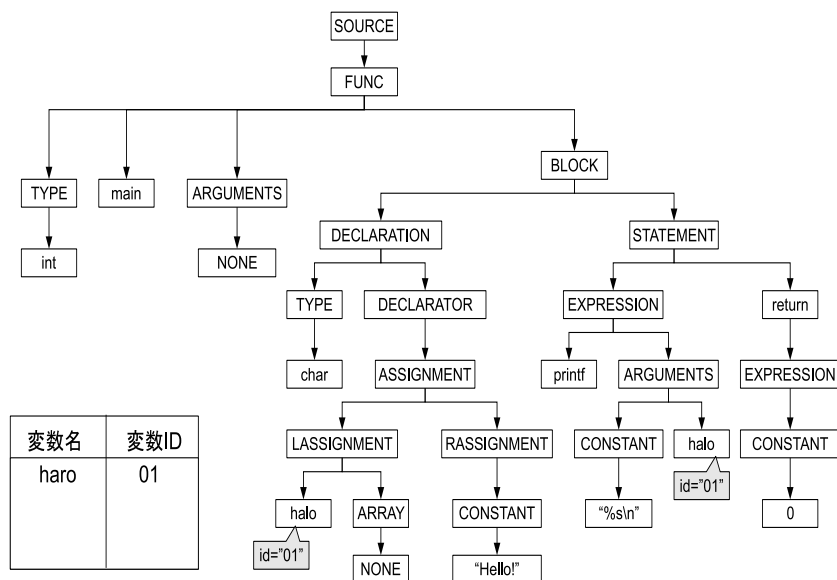 SOURCE
FUNC
BLOCK
TYPE main ARGUMENTS
DECLARATION STATEMENT
int NONE
TYPE DECLARATOR EXPRESSION return
char ASSIGNMENT printf ARGUMENTS EXPRESSION
変数名 変数ID
LASSIGNMENT RASSIGNMENT CONSTANT halo CONSTANT
haro 01
id="01"
halo ARRAY CONSTANT "%s\n" 0
id="01"
NONE "Hello!"